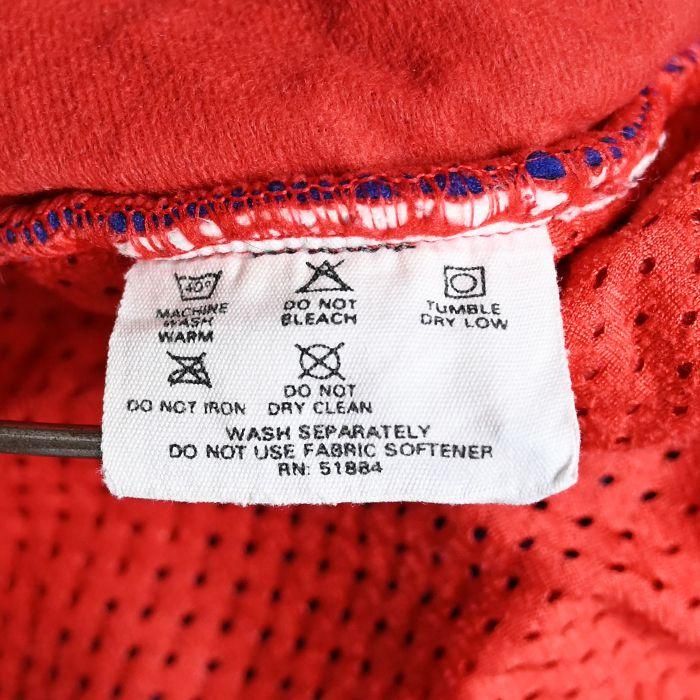 40°
MACHINE
WASH
WARM
DO NOT
BLEACH
TUMBLE
DRY LOW
DO NOT IRON
DO NOT
DRY CLEAN
WASH SEPARATELY
DO NOT USE FABRIC SOFTENER
RN: 51884